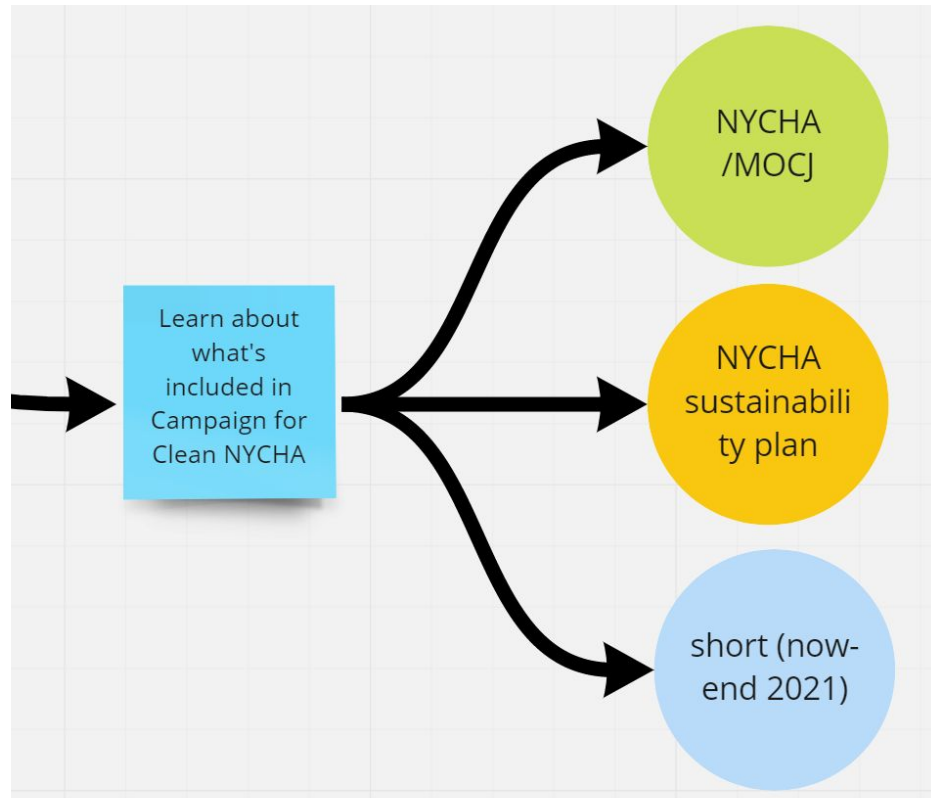 Learn about
what's
included in
Campaign for
Clean NYCHA
NYCHA
/MOCJ
NYCHA
sustainabili
ty plan
short (now-
end 2021)